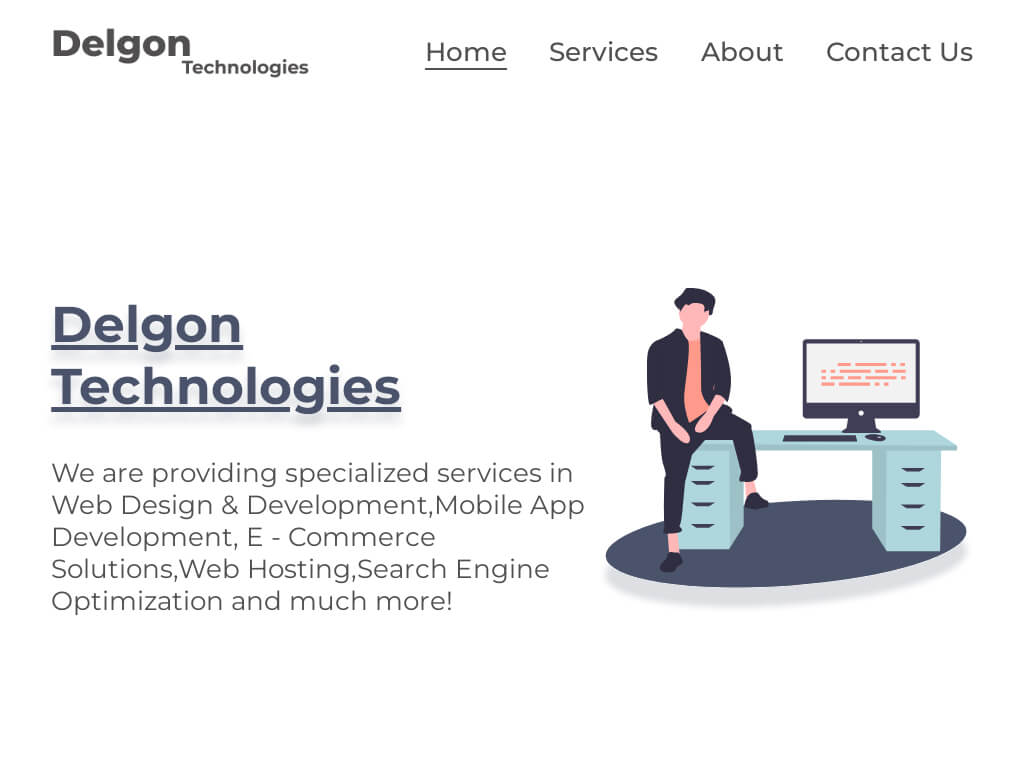 Delgon
Technologies
Home Services About Contact Us
Delgon
Technologies
We are providing specialized services in
Web Design & Development,Mobile App
Development, E - Commerce
Solutions,Web Hosting,Search Engine
Optimization and much more!